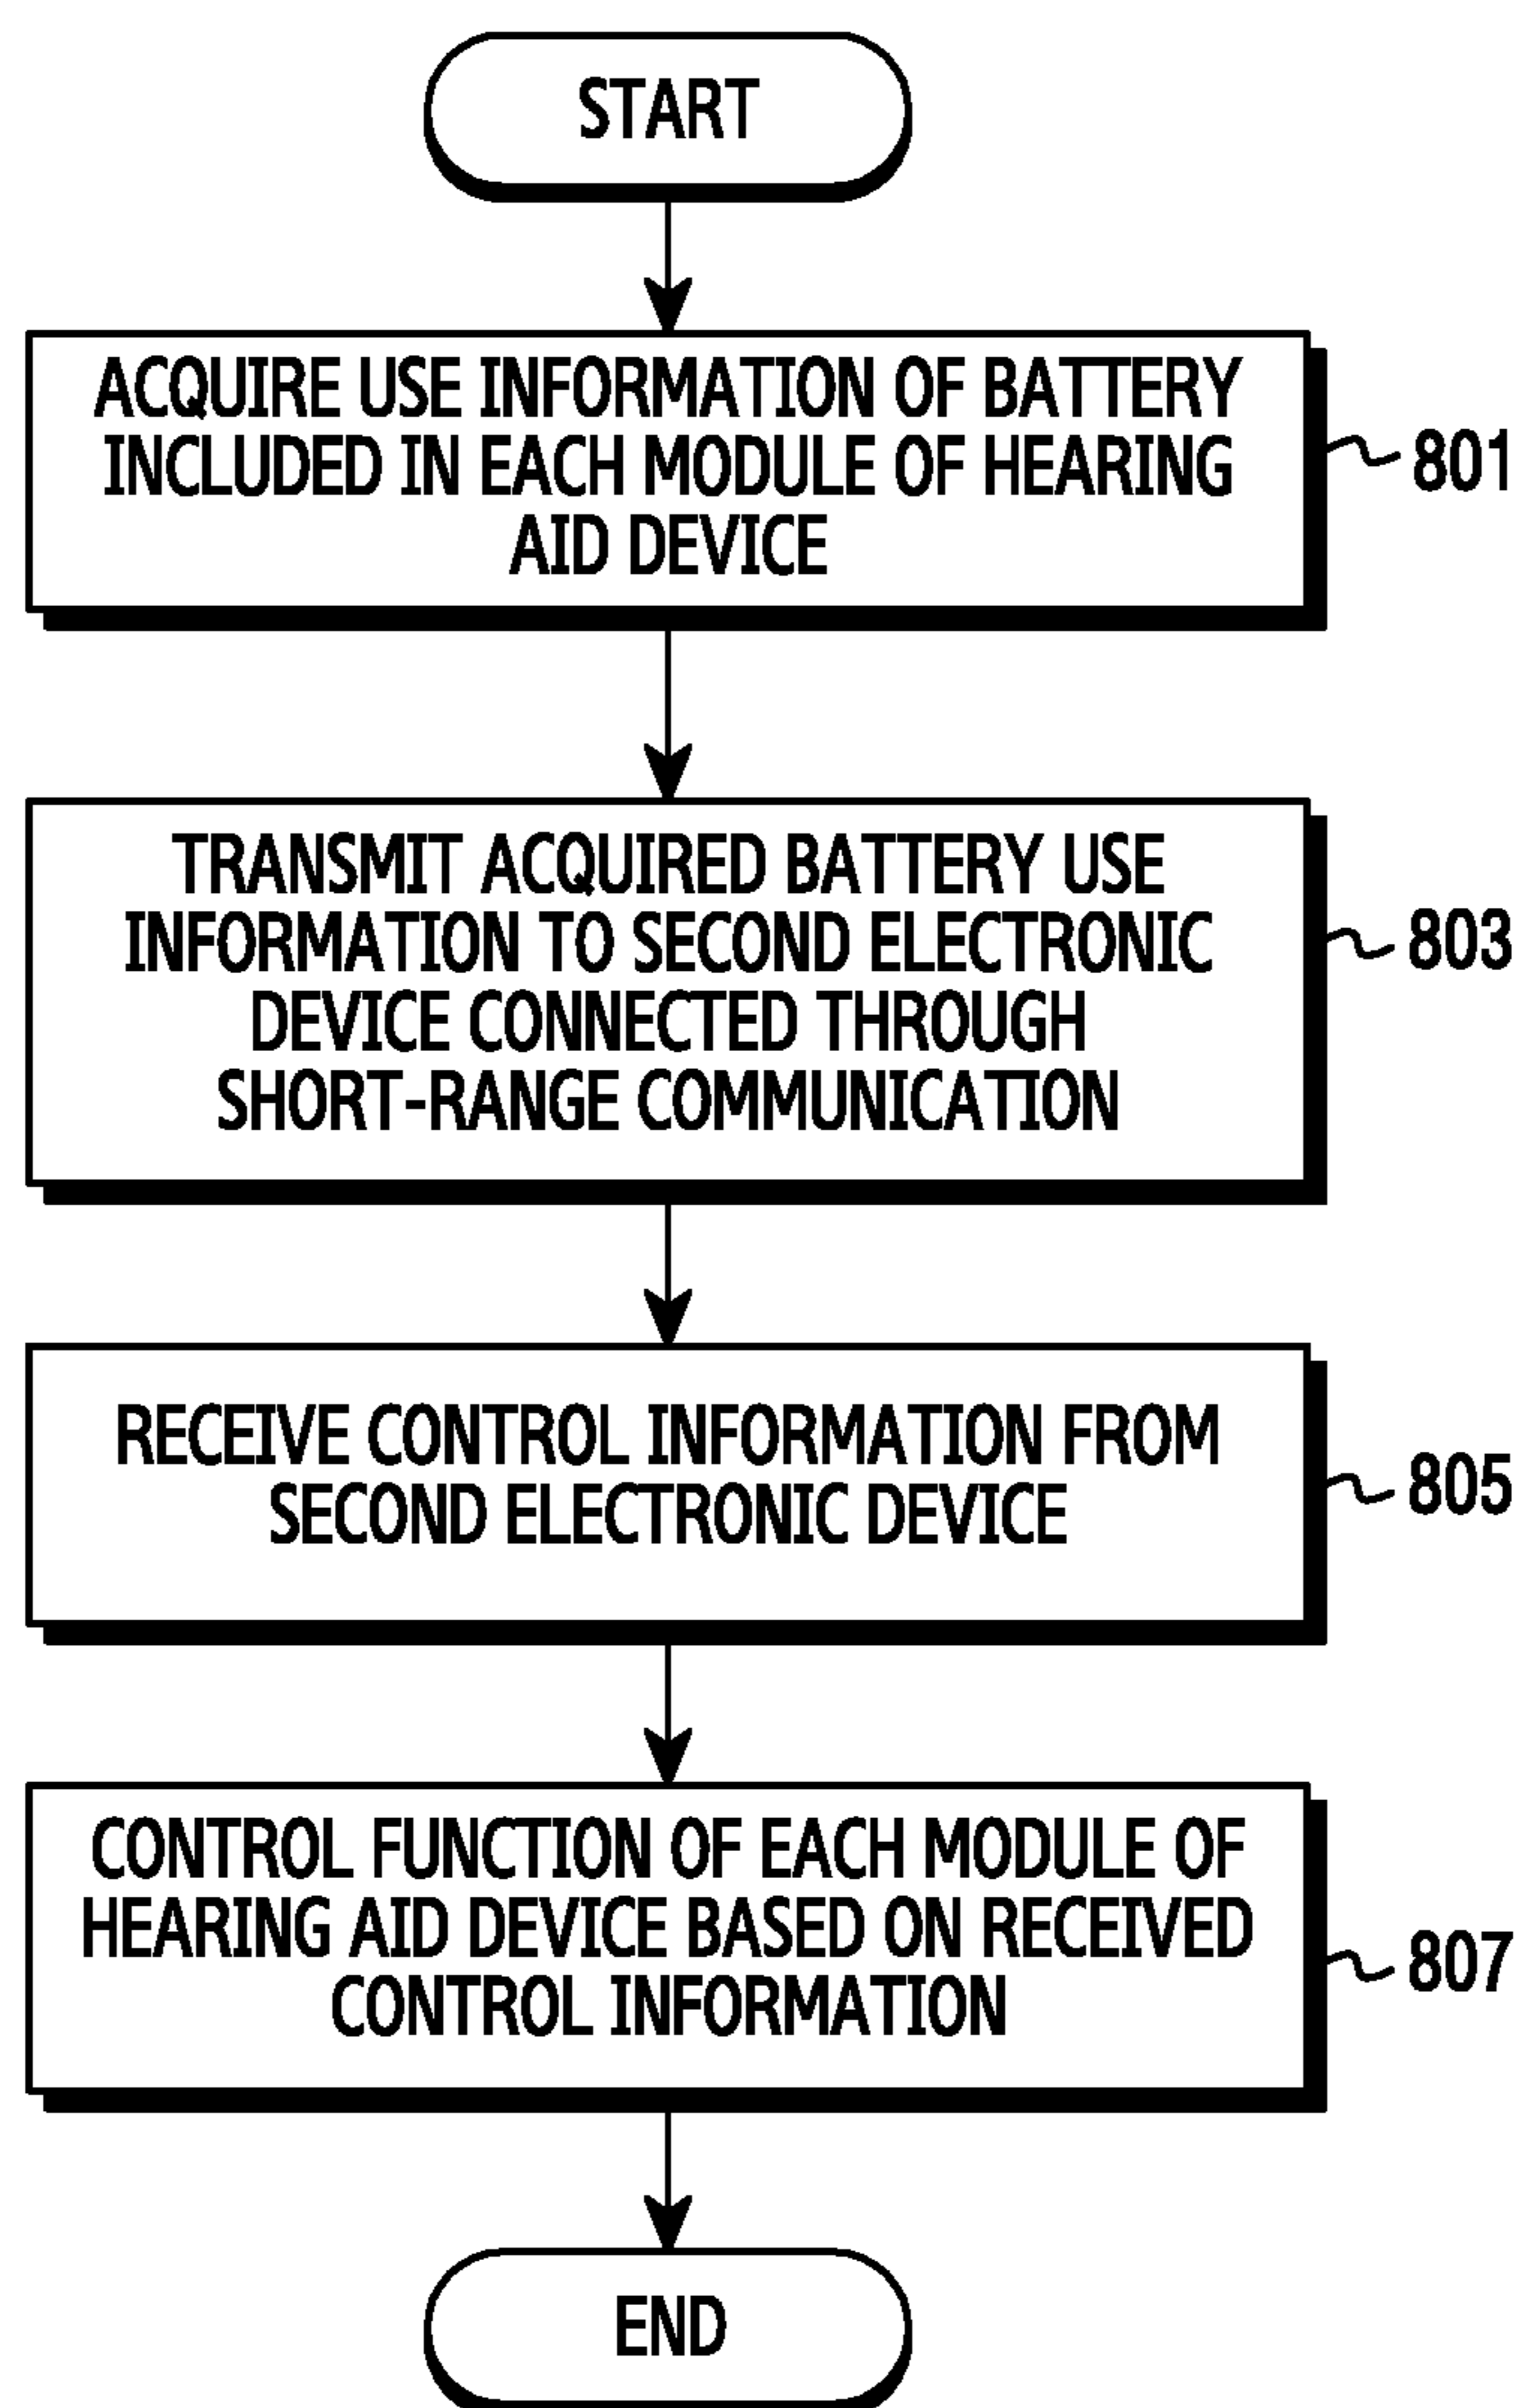 START
ACQUIRE USE INFORMATION OF BATTERY
INCLUDED IN EACH MODULE OF HEARING
AID DEVICE
801
TRANSMIT ACQUIRED BATTERY USE
INFORMATION TO SECOND ELECTRONIC
DEVICE CONNECTED THROUGH
SHORT-RANGE COMMUNICATION
803
RECEIVE CONTROL INFORMATION FROM
SECOND ELECTRONIC DEVICE
805
CONTROL FUNCTION OF EACH MODULE OF
HEARING AID DEVICE BASED ON RECEIVED
CONTROL INFORMATION
807
END